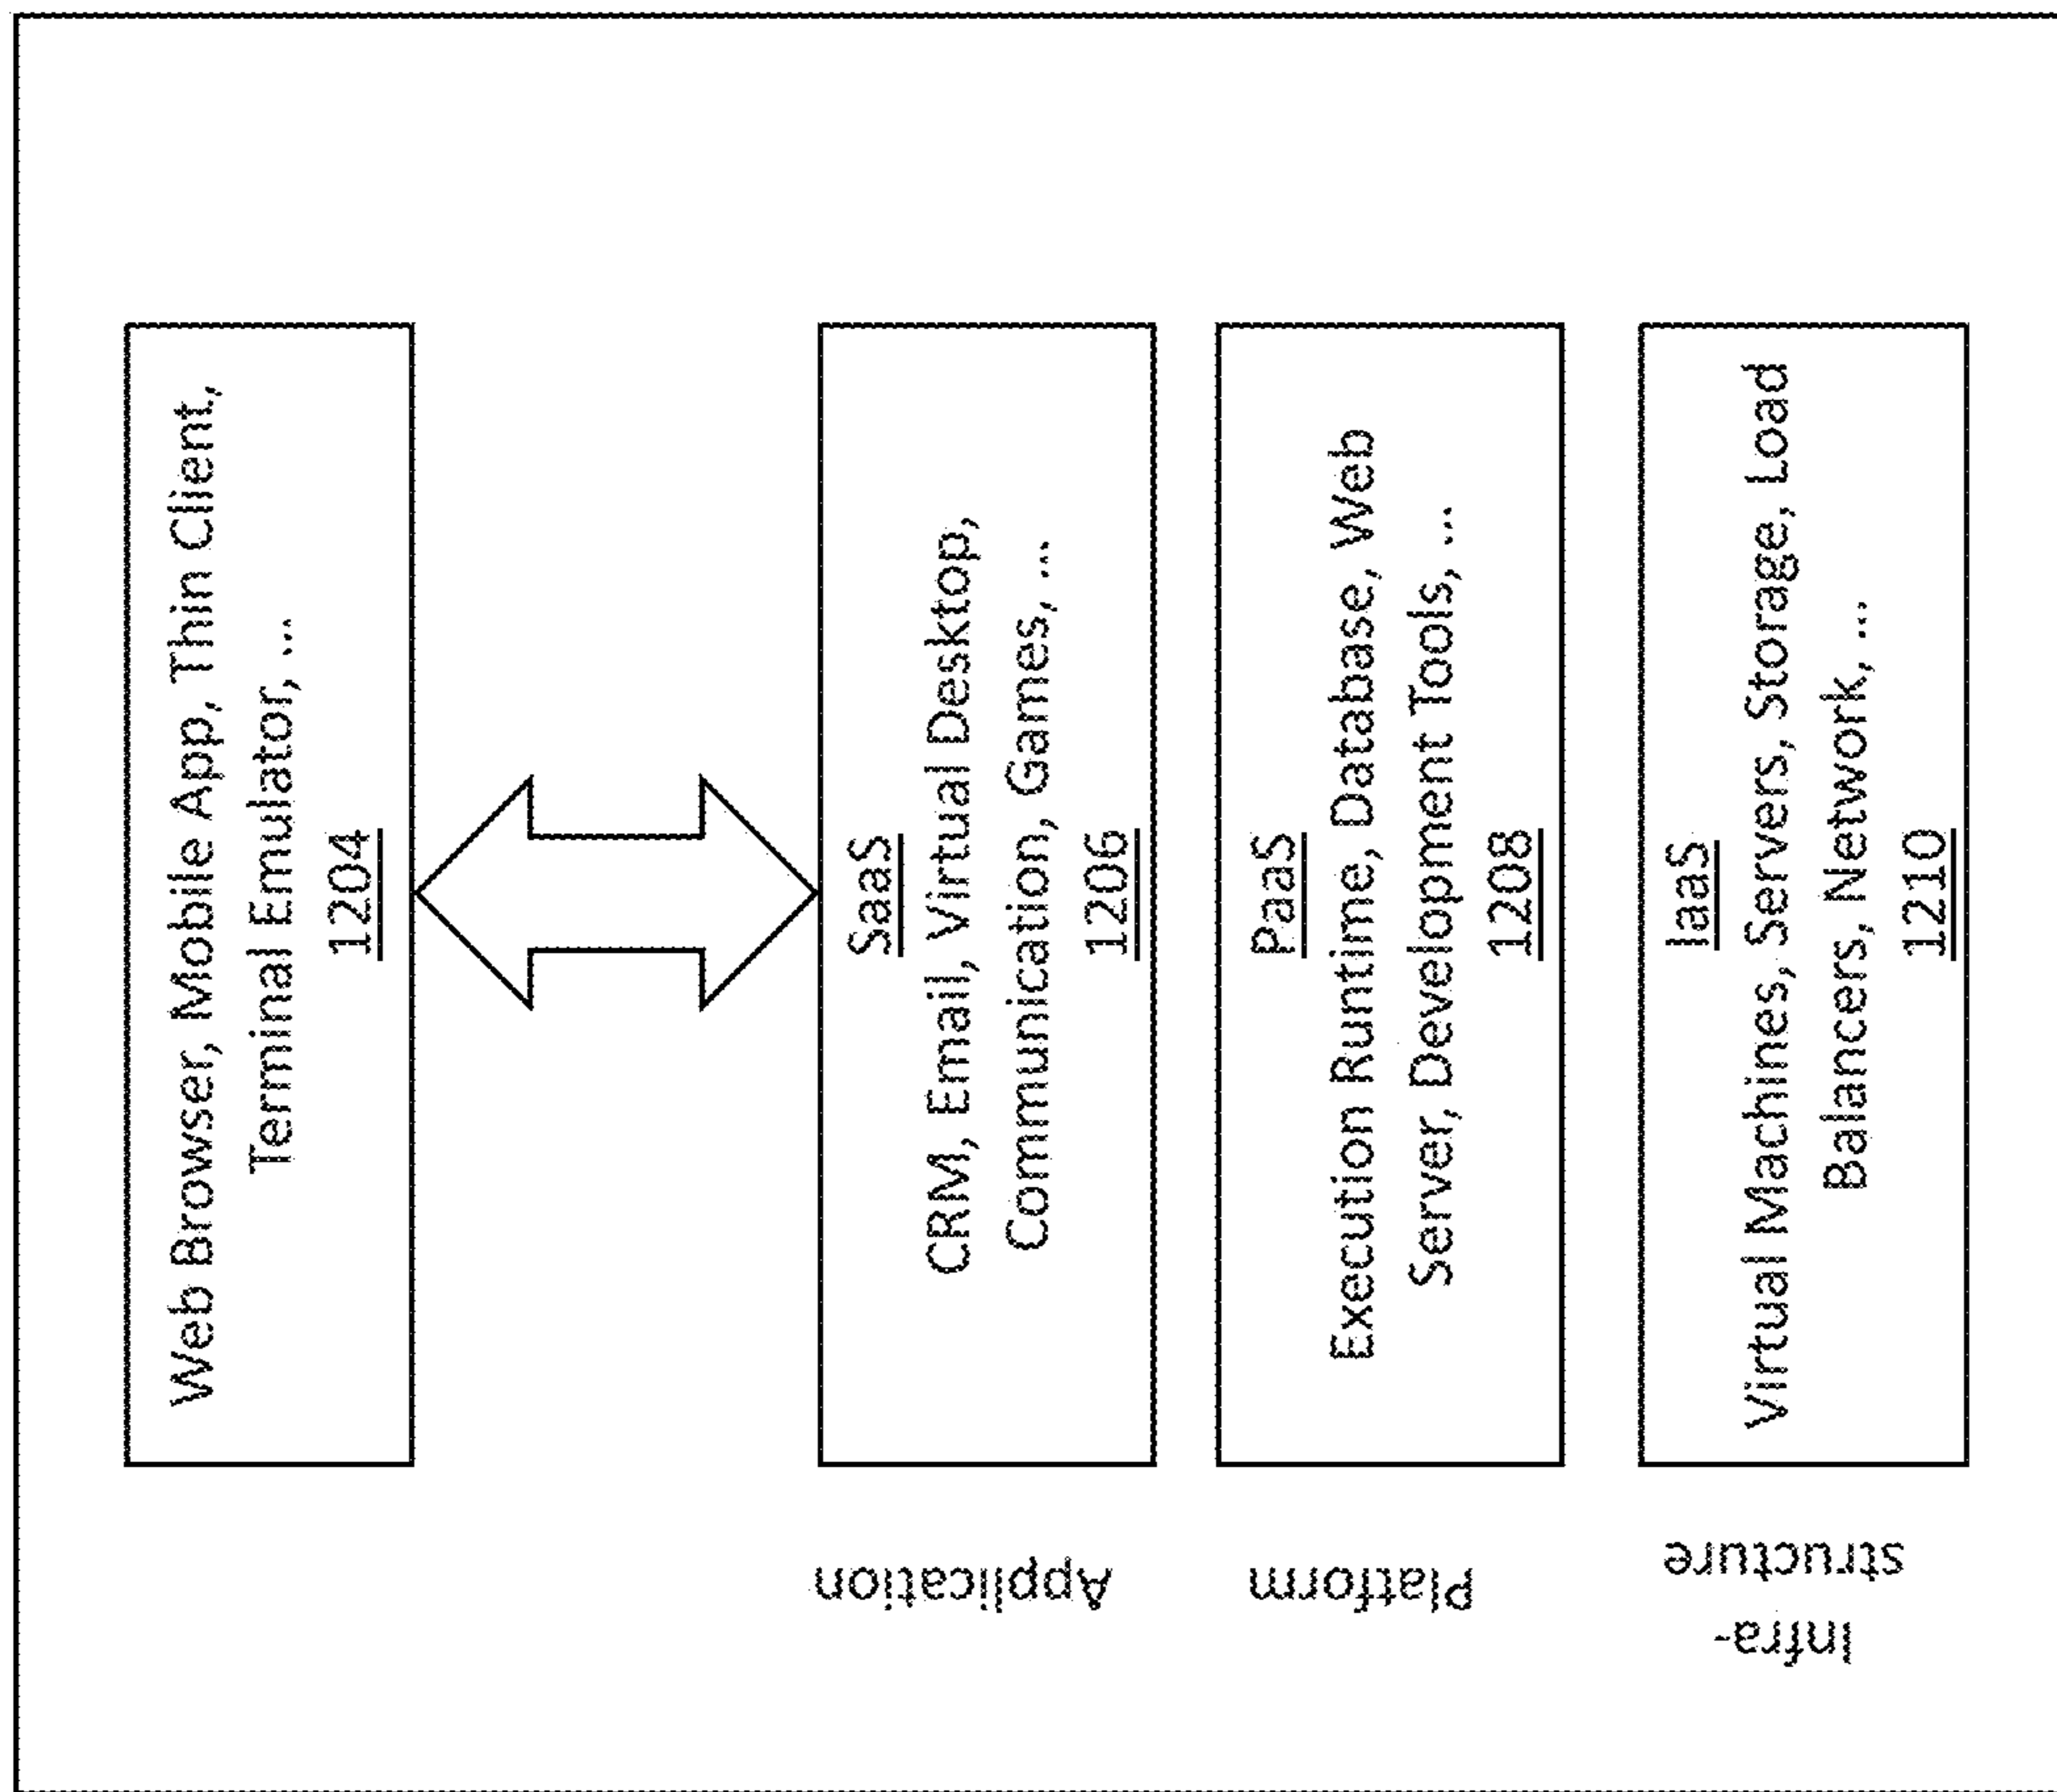 Web Browser, Mobile App, Thin Client,
Terminal Emulator, ...
1204
Application
SaaS
CRM, Email, Virtual Desktop,
Communication, Games, ...
1206
Platform
PaaS
Execution Runtime, Database, Web
Server, Development Tools, ...
1208
Infra-
structure
IaaS
Virtual Machines, Servers, Storage, Load
Balancers, Network, ...
1210